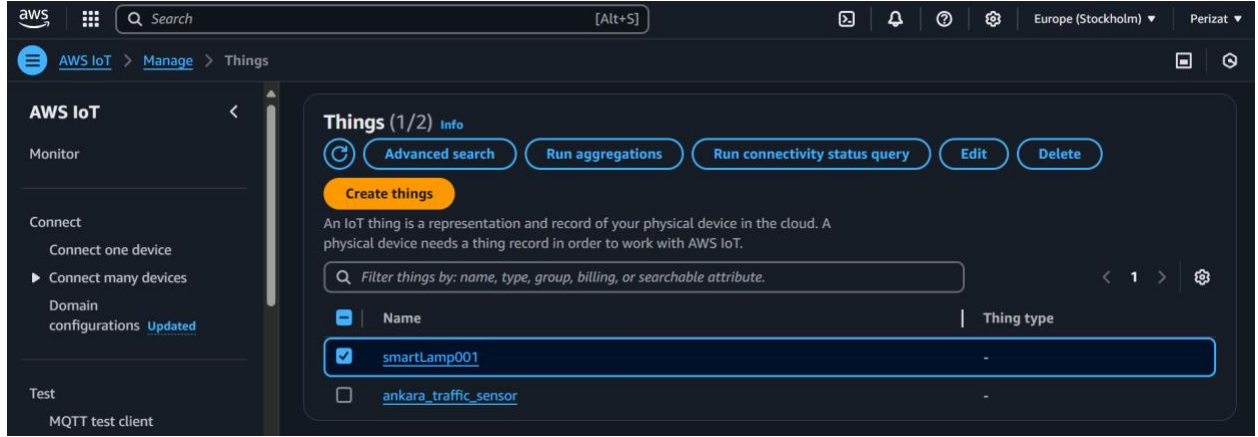 aws Search [Alt+S] Europe (Stockholm) ▼ Perizat ▼
AWS IoT > Manage > Things
AWS IoT
Monitor
Connect
Connect one device
Connect many devices
Domain
configurations Updated
Test
MQTT test client
Things (1/2) Info
Advanced search Run aggregations Run connectivity status query Edit Delete
Create things
An IoT thing is a representation and record of your physical device in the cloud. A
physical device needs a thing record in order to work with AWS IoT.
Filter things by: name, type, group, billing, or searchable attribute.
< 1 >
Name Thing type
smartLamp001 -
ankara_traffic_sensor -